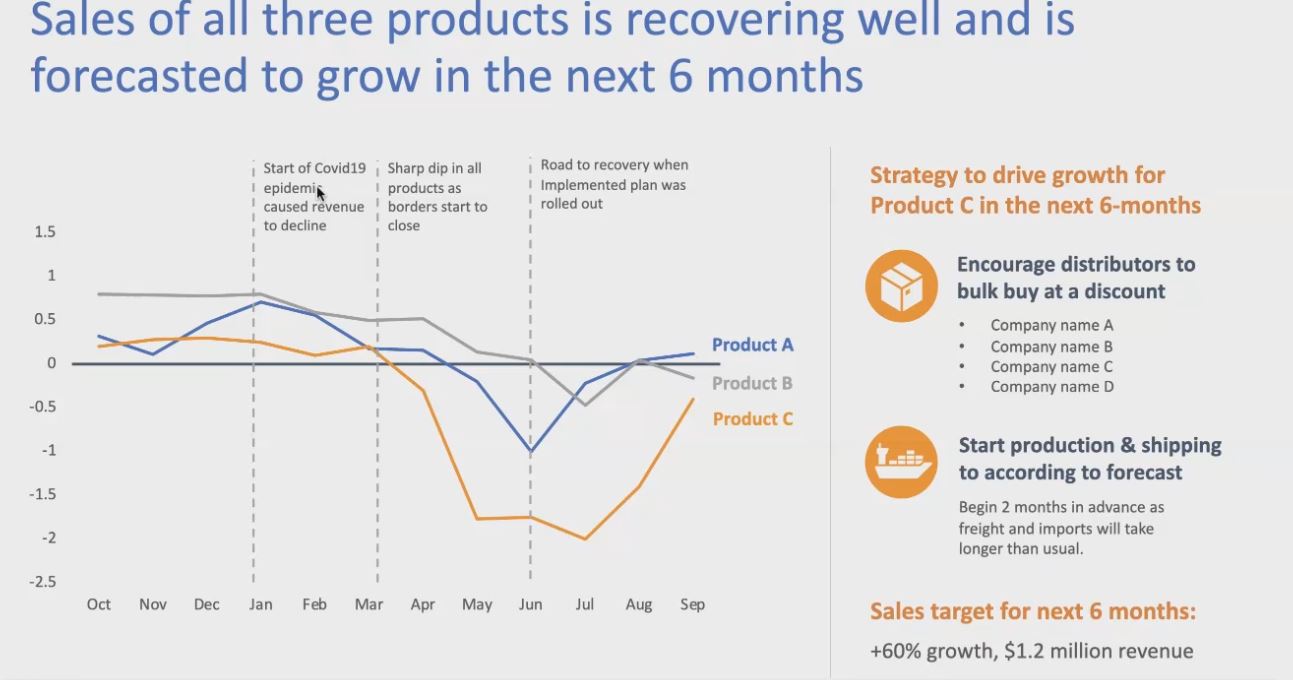 Sales of all three products is recovering well and is
forecasted to grow in the next 6 months
Start of Covid19
epidemic
caused revenue
to decline
Sharp dip in all
products as
borders start to
close
Road to recovery when
Implemented plan was
rolled out
1.5
1
0.5
0
-0.5
-1
-1.5
-2
-2.5
Oct Nov Dec Jan Feb Mar Apr May Jun Jul Aug Sep
Product A
Product B
Product C
Strategy to drive growth for
Product C in the next 6-months
Encourage distributors to
bulk buy at a discount
• Company name A
• Company name B
• Company name C
• Company name D
Start production & shipping
to according to forecast
Begin 2 months in advance as
freight and imports will take
longer than usual.
Sales target for next 6 months:
+60% growth, $1.2 million revenue